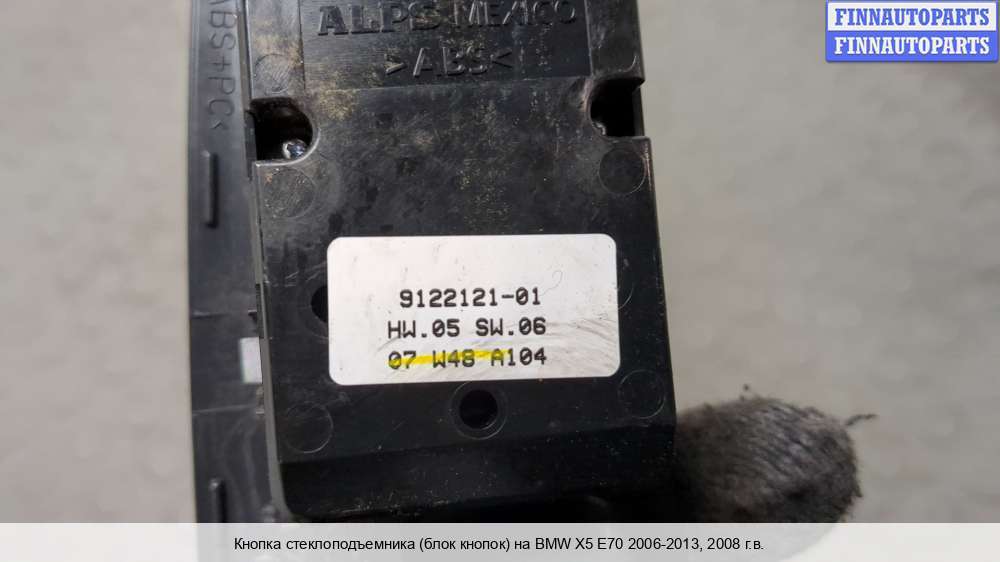 FINNAUTOPARTS
FINNAUTOPARTS
ALPS MEXICO
>ABS<
ABS+PC<
9122121-01
HW.05 SW.06
07 W48 A104
Кнопка стеклоподъемника (блок кнопок) на BMW X5 E70 2006-2013, 2008 г.в.